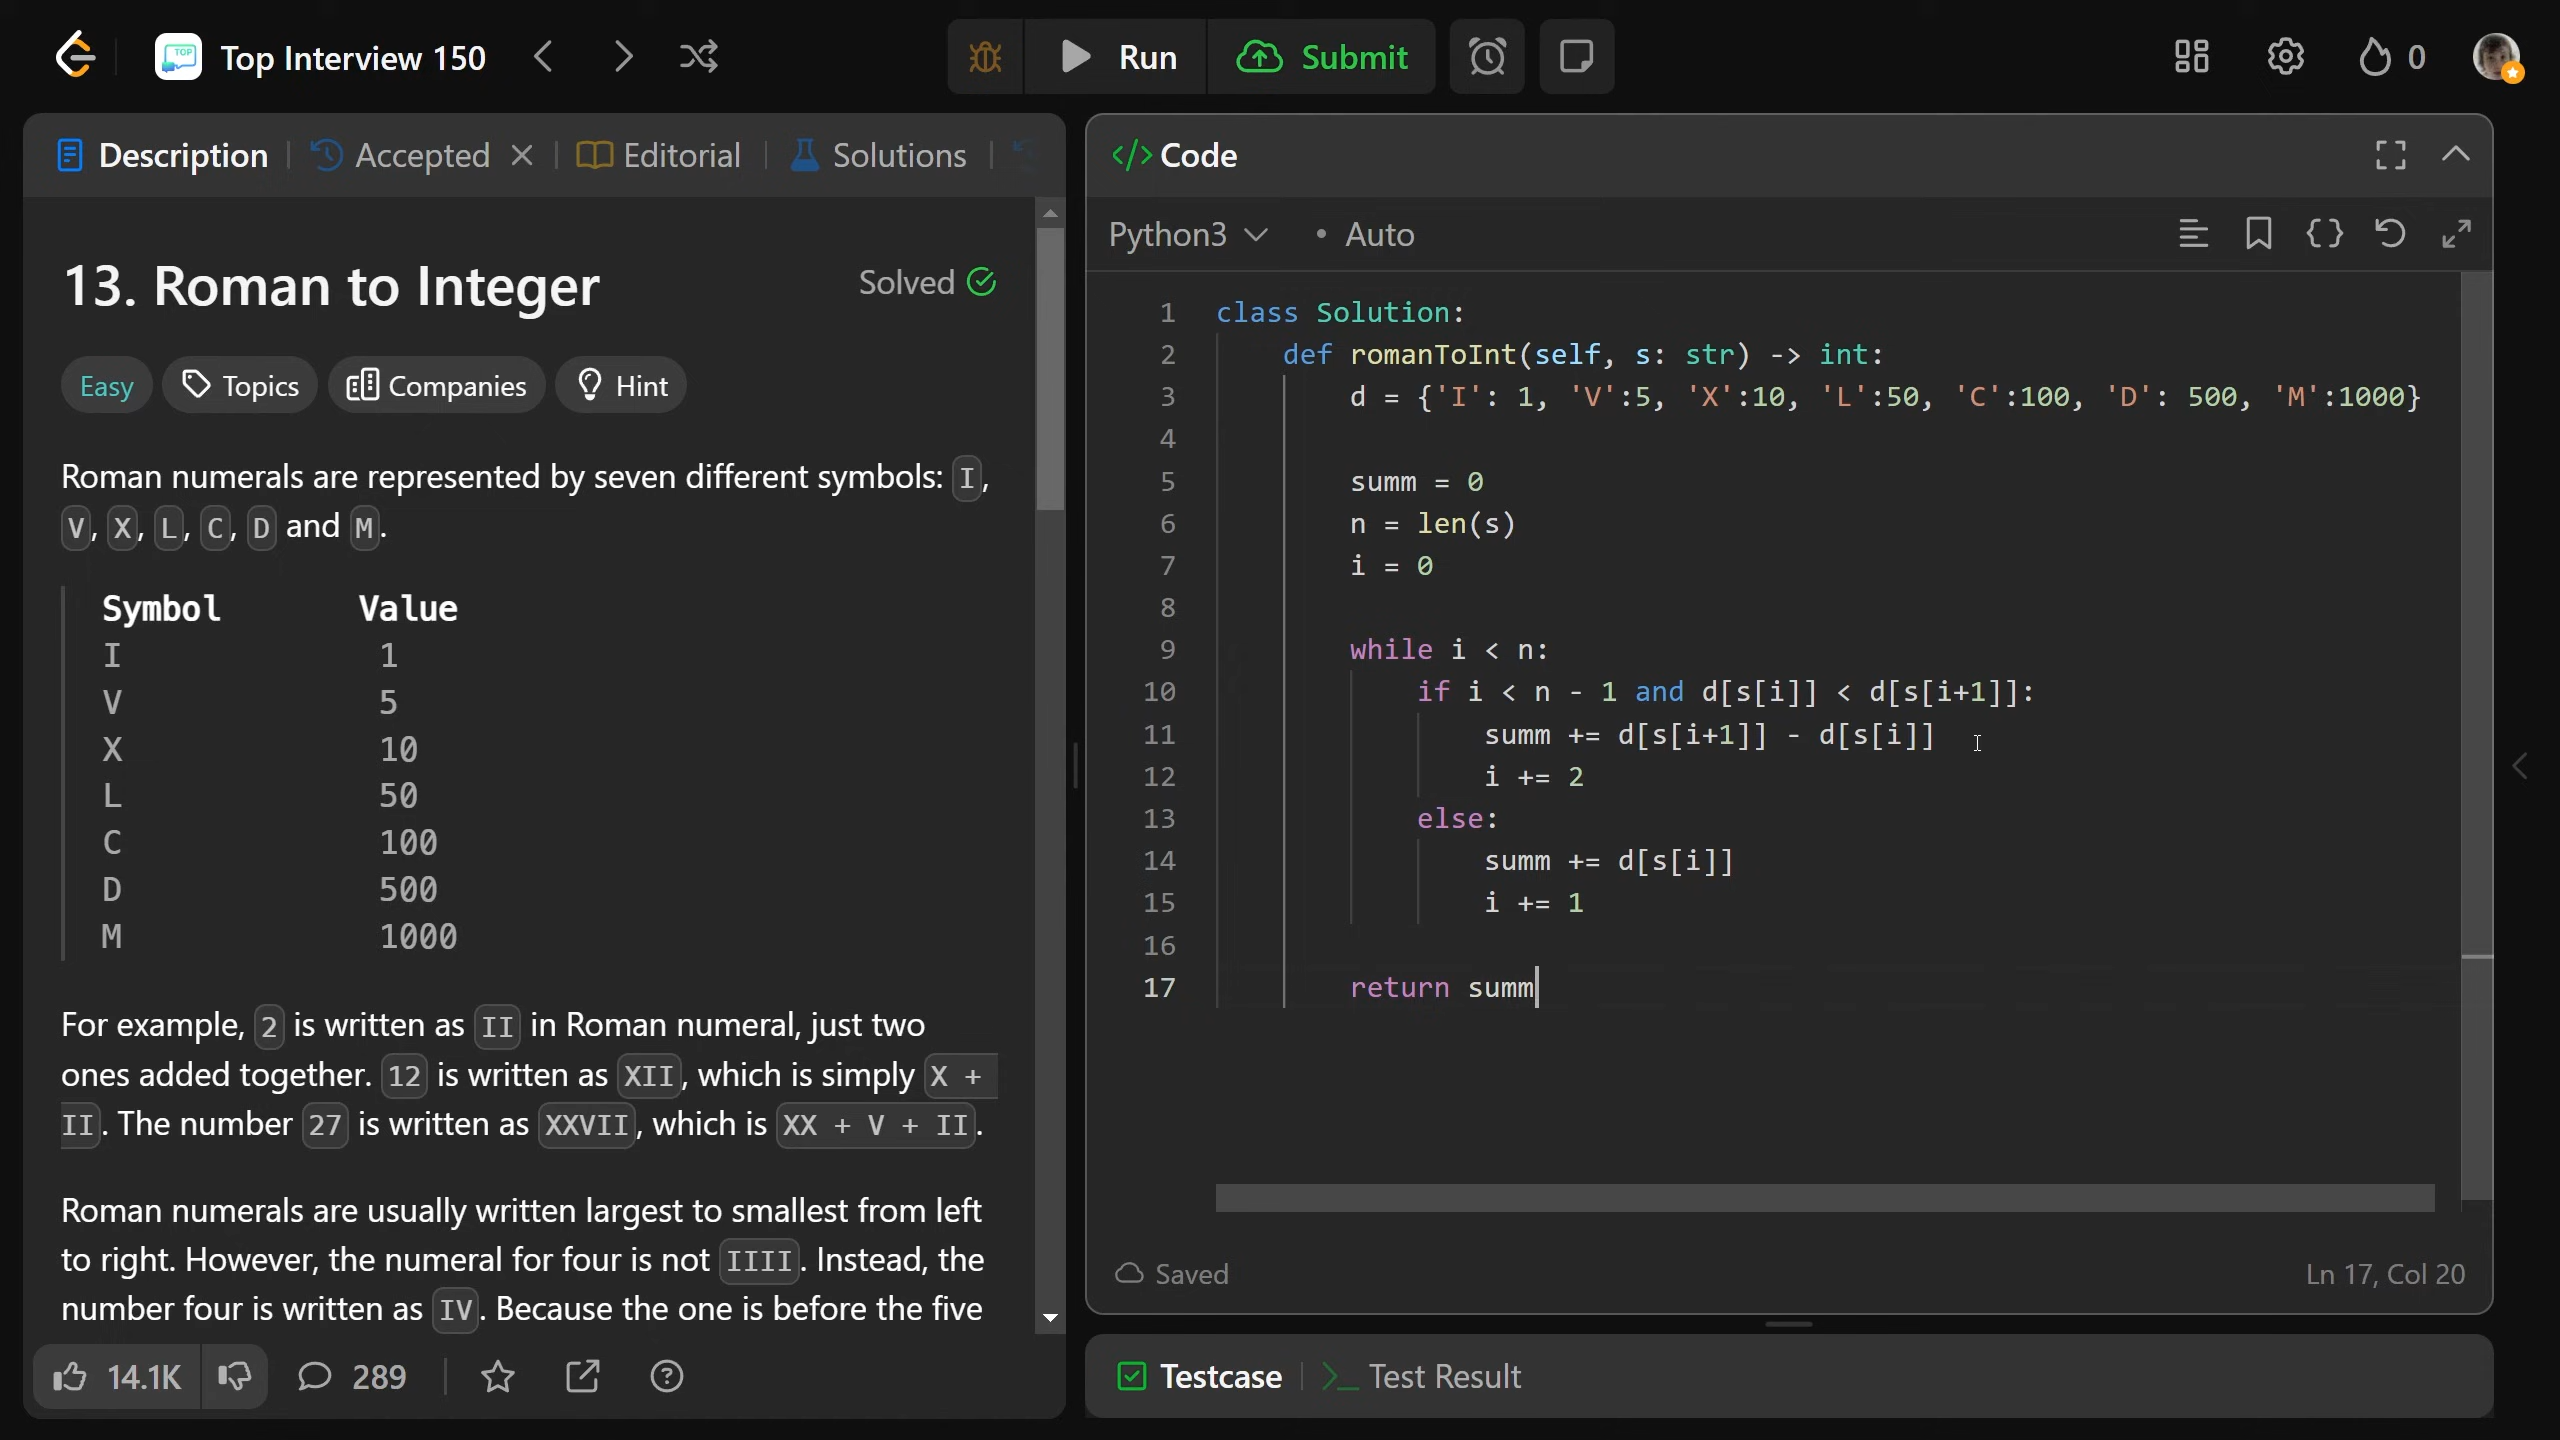 Top Interview 150
Run
Submit
0
Description
Accepted
Editorial
Solutions
13. Roman to Integer
Solved
Easy
Topics
Companies
Hint
Roman numerals are represented by seven different symbols: I,
V, X, L, C, D and M.
Symbol Value
I 1
V 5
X 10
L 50
C 100
D 500
M 1000
For example, 2 is written as II in Roman numeral, just two
ones added together. 12 is written as XII, which is simply X +
II. The number 27 is written as XXVII, which is XX + V + II.
Roman numerals are usually written largest to smallest from left
to right. However, the numeral for four is not IIII. Instead, the
number four is written as IV. Because the one is before the five
14.1K
289
</> Code
Python3
• Auto
1 class Solution:
2 def romanToInt(self, s: str) -> int:
3 d = {'I': 1, 'V':5, 'X':10, 'L':50, 'C':100, 'D': 500, 'M':1000}
4
5 summ = 0
6 n = len(s)
7 i = 0
8
9 while i < n:
10 if i < n - 1 and d[s[i]] < d[s[i+1]]:
11 summ += d[s[i+1]] - d[s[i]]
12 i += 2
13 else:
14 summ += d[s[i]]
15 i += 1
16
17 return summ
Saved
Ln 17, Col 20
Testcase
Test Result